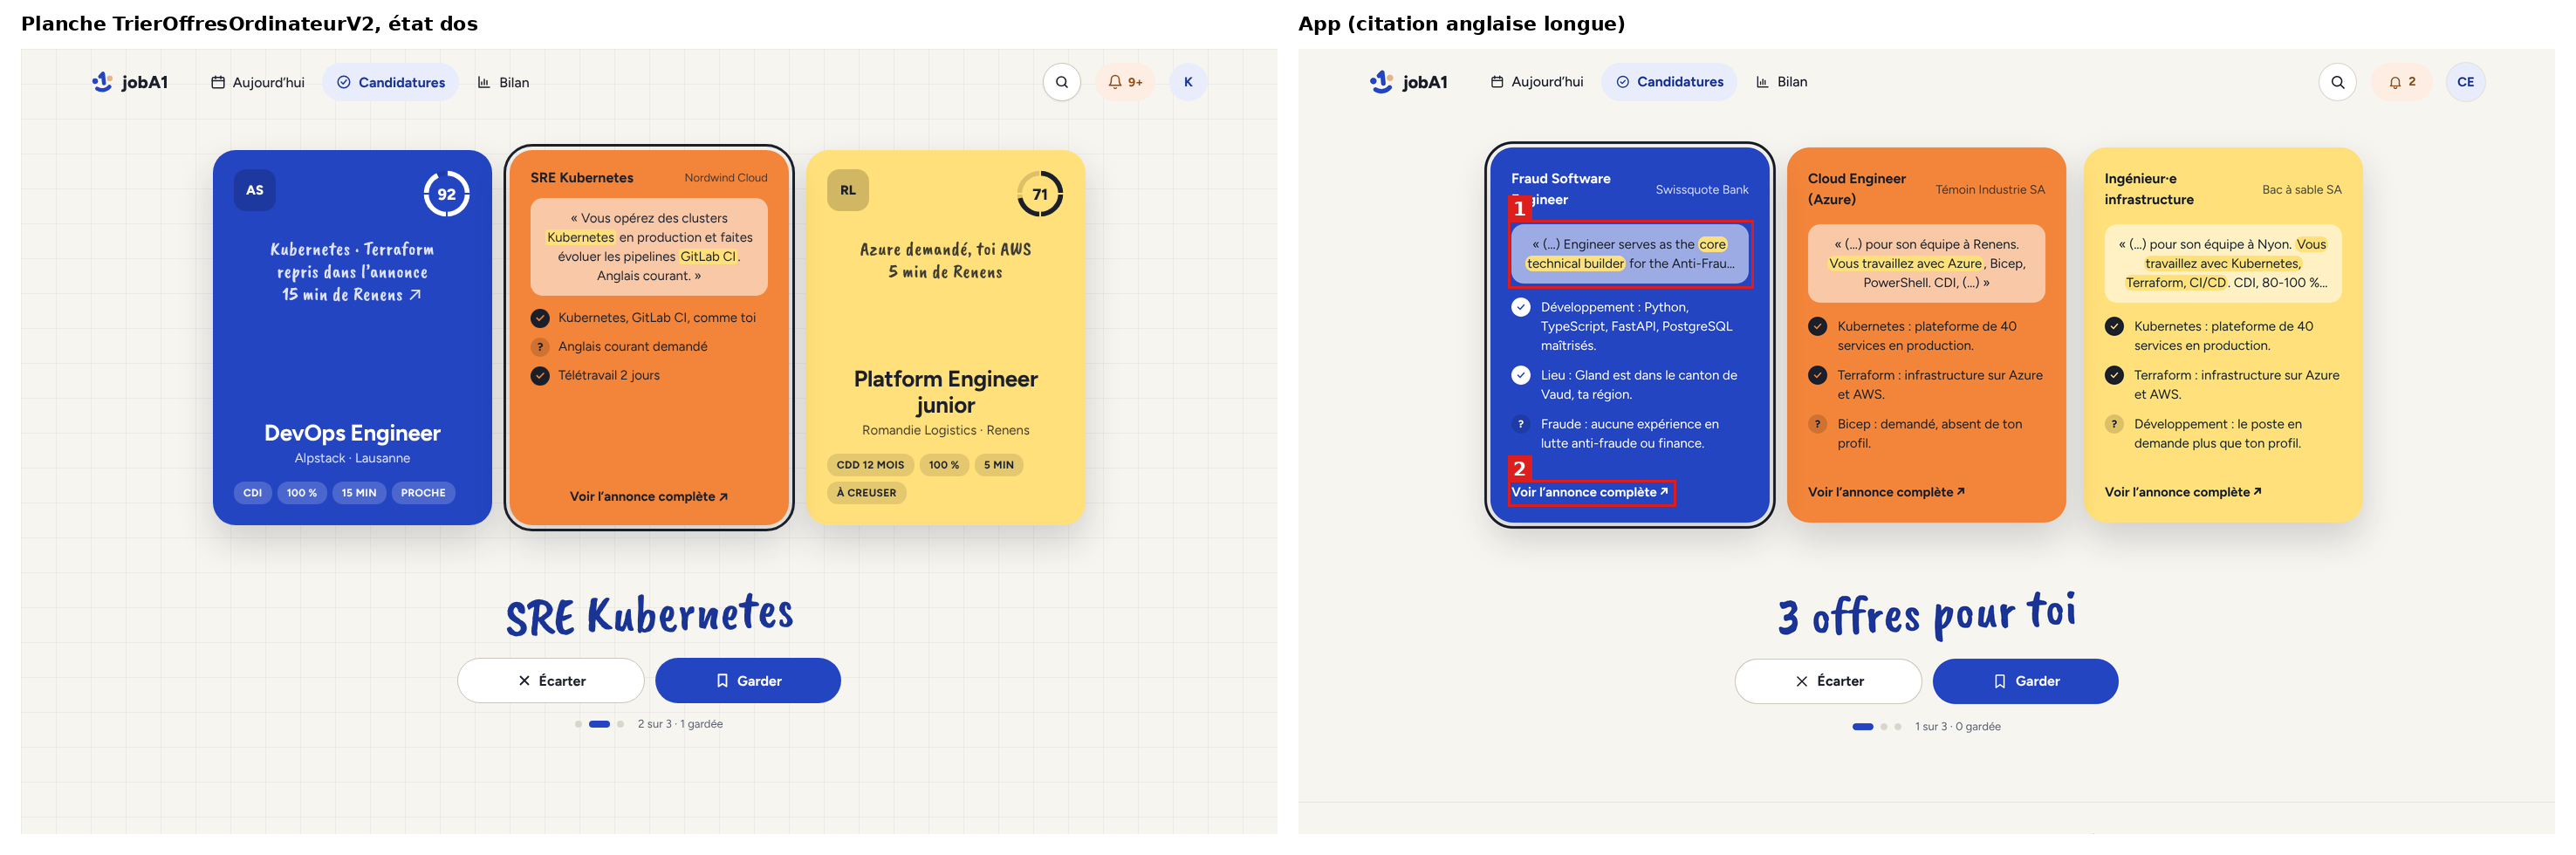 Planche TrierOffresOrdinateurV2, état dos
jobA1
Aujourd'hui
Candidatures
Bilan
9+
K
AS
92
Kubernetes · Terraform
repris dans l'annonce
15 min de Renens ↗
DevOps Engineer
Alpstack · Lausanne
CDI
100 %
15 MIN
PROCHE
SRE Kubernetes
Nordwind Cloud
« Vous opérez des clusters
Kubernetes en production et faites
évoluer les pipelines GitLab CI.
Anglais courant. »
Kubernetes, GitLab CI, comme toi
? Anglais courant demandé
Télétravail 2 jours
Voir l'annonce complète ↗
RL
71
Azure demandé, toi AWS
5 min de Renens
Platform Engineer
junior
Romandie Logistics · Renens
CDD 12 MOIS
100 %
5 MIN
À CREUSER
SRE Kubernetes
Écarter
Garder
2 sur 3 · 1 gardée
App (citation anglaise longue)
jobA1
Aujourd'hui
Candidatures
Bilan
2
CE
Fraud Software
gineer
Swissquote Bank
1
« (...) Engineer serves as the core
technical builder for the Anti-Frau...
Développement : Python,
TypeScript, FastAPI, PostgreSQL
maîtrisés.
Lieu : Gland est dans le canton de
Vaud, ta région.
? Fraude : aucune expérience en
lutte anti-fraude ou finance.
2
Voir l'annonce complète ↗
Cloud Engineer
(Azure)
Témoin Industrie SA
« (...) pour son équipe à Renens.
Vous travaillez avec Azure, Bicep,
PowerShell. CDI, (...) »
Kubernetes : plateforme de 40
services en production.
Terraform : infrastructure sur Azure
et AWS.
? Bicep : demandé, absent de ton
profil.
Voir l'annonce complète ↗
Ingénieur·e
infrastructure
Bac à sable SA
« (...) pour son équipe à Nyon. Vous
travaillez avec Kubernetes,
Terraform, CI/CD. CDI, 80-100 %...
Kubernetes : plateforme de 40
services en production.
Terraform : infrastructure sur Azure
et AWS.
? Développement : le poste en
demande plus que ton profil.
Voir l'annonce complète ↗
3 offres pour toi
Écarter
Garder
1 sur 3 · 0 gardée